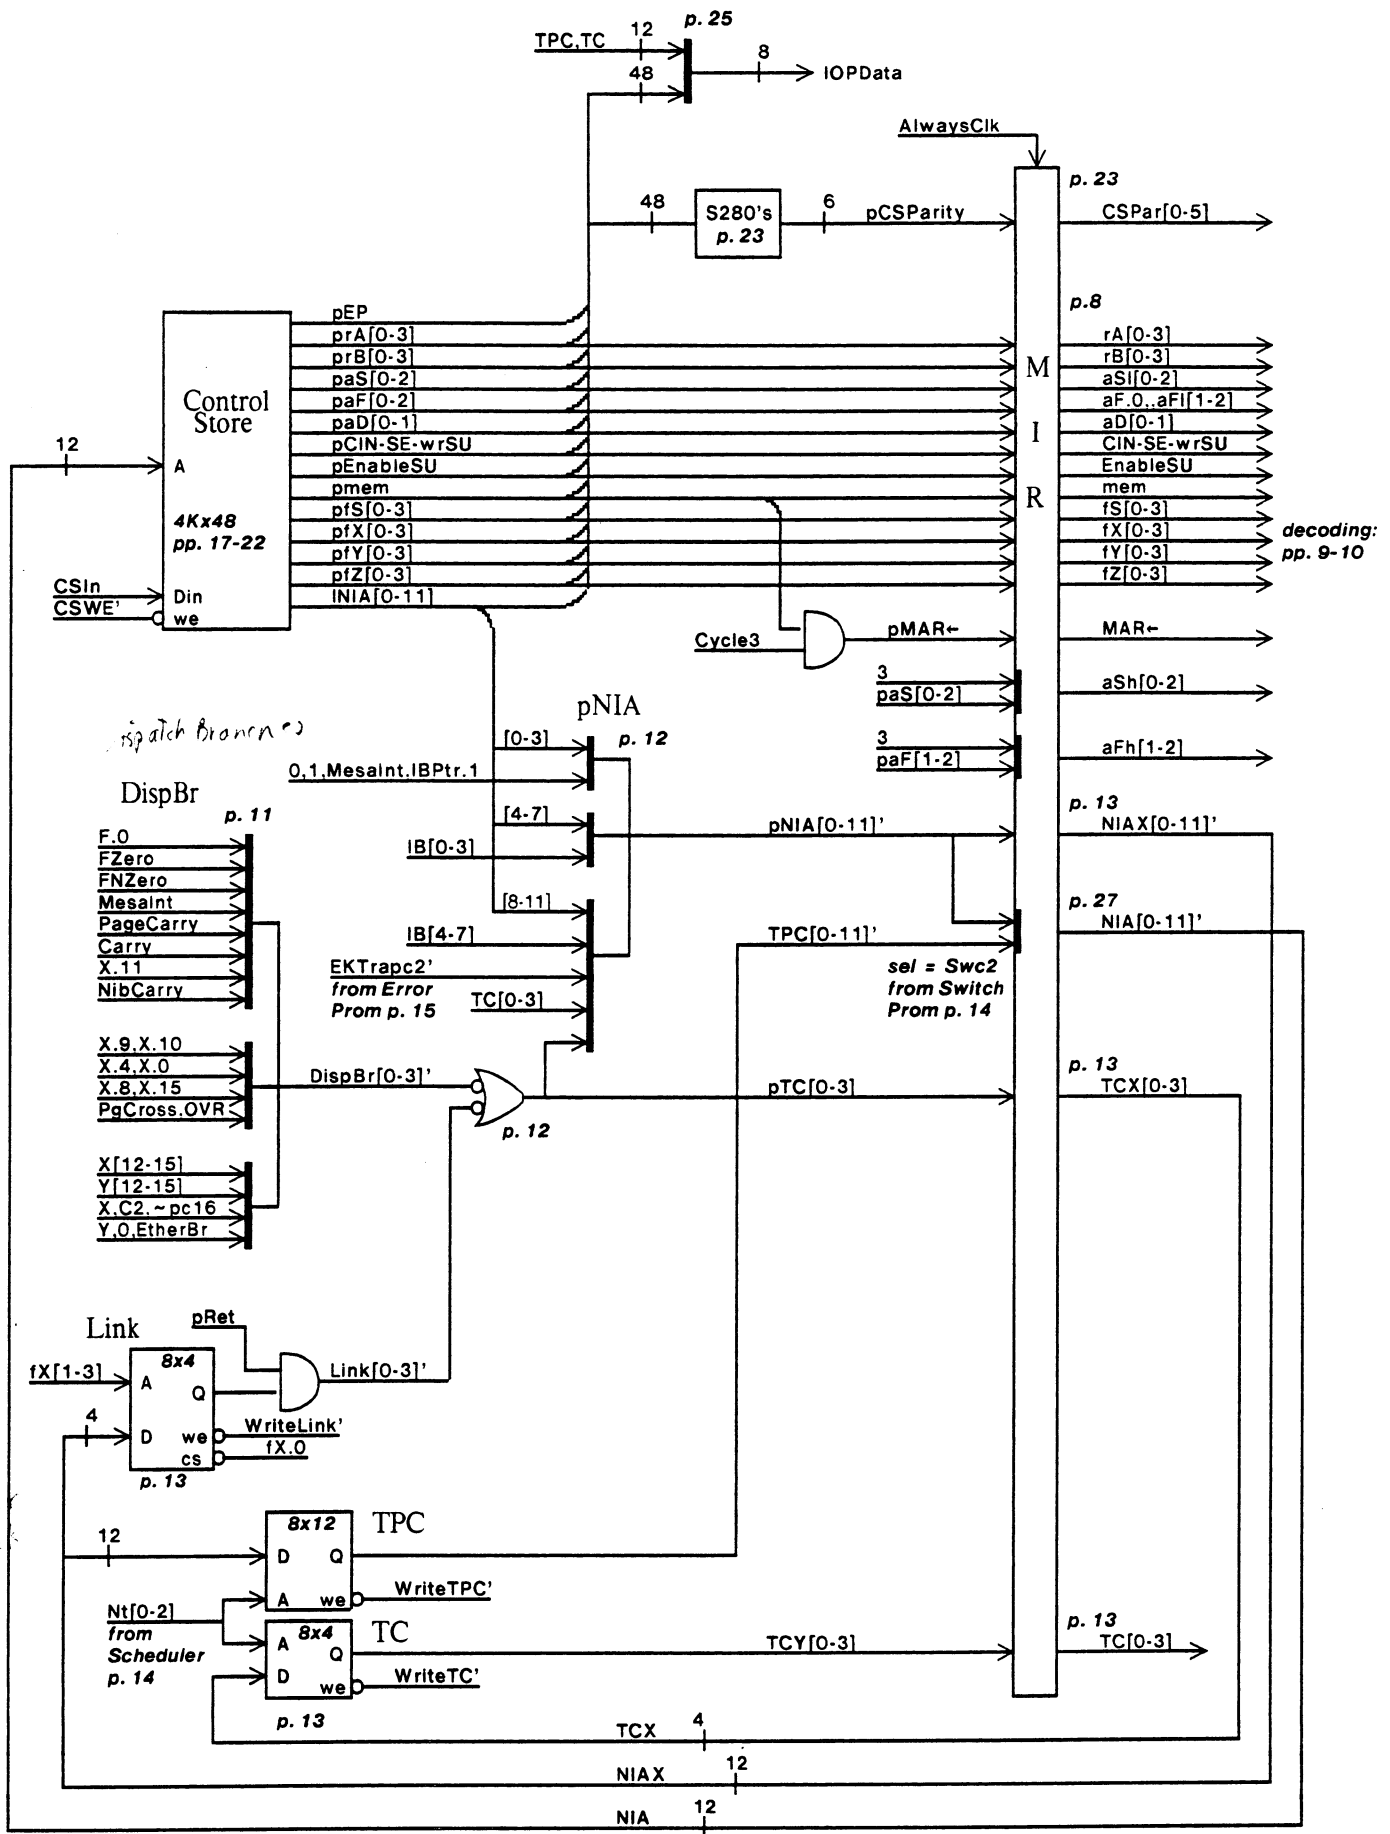 p. 25
TPC,TC
12
48
8
IOPData
AlwaysClk
p. 23
48
S280's
p. 23
6
pCSParity
CSPar[0-5]
p.8
pEP
prA[0-3]
prB[0-3]
paS[0-2]
paF[0-2]
paD[0-1]
pCIN-SE-wrSU
pEnableSU
pmem
pfS[0-3]
pfX[0-3]
pfY[0-3]
pfZ[0-3]
INIA[0-11]
Control
Store
12
A
4Kx48
pp. 17-22
CSIn
Din
CSWE'
we
M
I
R
rA[0-3]
rB[0-3]
aSl[0-2]
aF.0,,aFl[1-2]
aD[0-1]
CIN-SE-wrSU
EnableSU
mem
fS[0-3]
fX[0-3]
fY[0-3]
fZ[0-3]
decoding:
pp. 9-10
Cycle3
pMAR←
MAR←
3
paS[0-2]
aSh[0-2]
3
paF[1-2]
aFh[1-2]
pNIA
p. 12
[0-3]
0,1,MesaInt,IBPtr.1
[4-7]
IB[0-3]
[8-11]
IB[4-7]
EKTrapc2'
from Error
Prom p. 15
TC[0-3]
pNIA[0-11]'
p. 13
NIAX[0-11]'
p. 27
NIA[0-11]'
TPC[0-11]'
sel = Swc2
from Switch
Prom p. 14
DispBr
p. 11
F.0
FZero
FNZero
MesaInt
PageCarry
Carry
X.11
NibCarry
X.9,X.10
X.4,X.0
X.8,X.15
PgCross,OVR
X[12-15]
Y[12-15]
X,C2,~pc16
Y,0,EtherBr
DispBr[0-3]'
p. 12
pTC[0-3]
p. 13
TCX[0-3]
Link
pRet
8x4
fX[1-3]
A
Q
Link[0-3]'
4
D
we
WriteLink'
cs
fX.0
p. 13
TPC
8x12
12
D
Q
A
we
WriteTPC'
Nt[0-2]
from
Scheduler
p. 14
TC
8x4
A
Q
D
we
WriteTC'
p. 13
TCY[0-3]
p. 13
TC[0-3]
TCX
4
NIAX
12
NIA
12